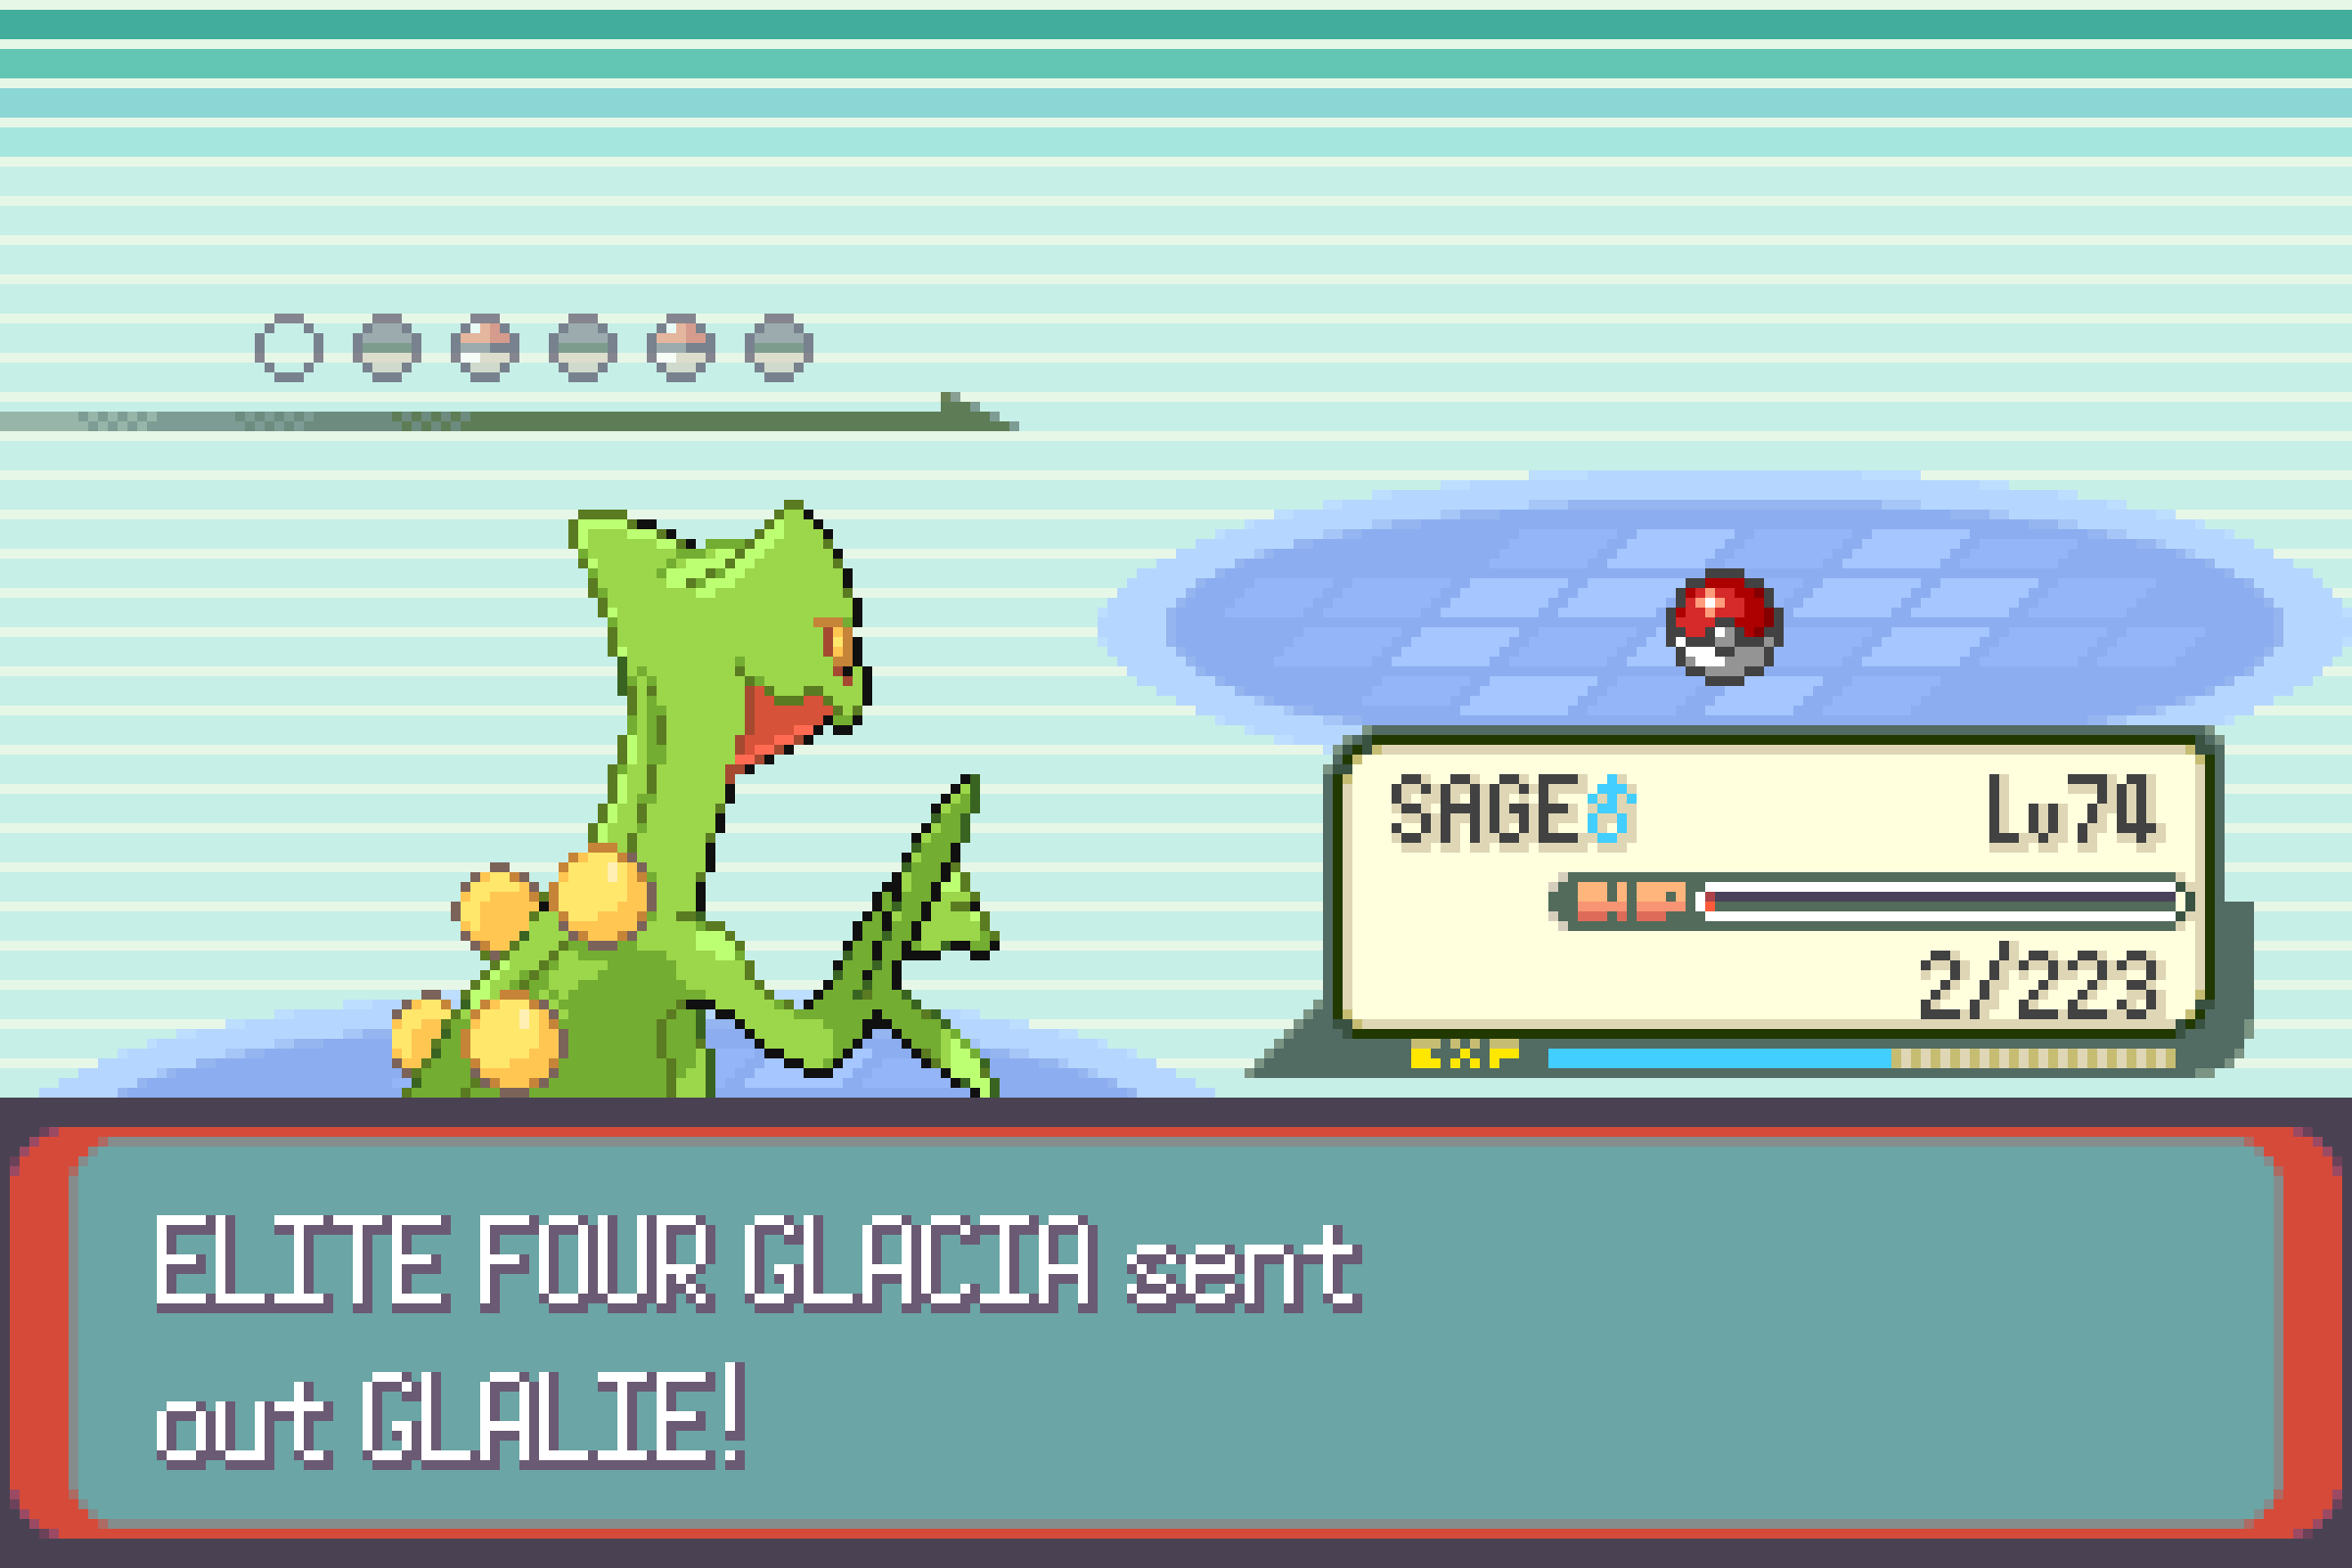 SAGE♂ Lv74
HP
2/223
EXP
ELITE FOUR GLACIA sent
out GLALIE!